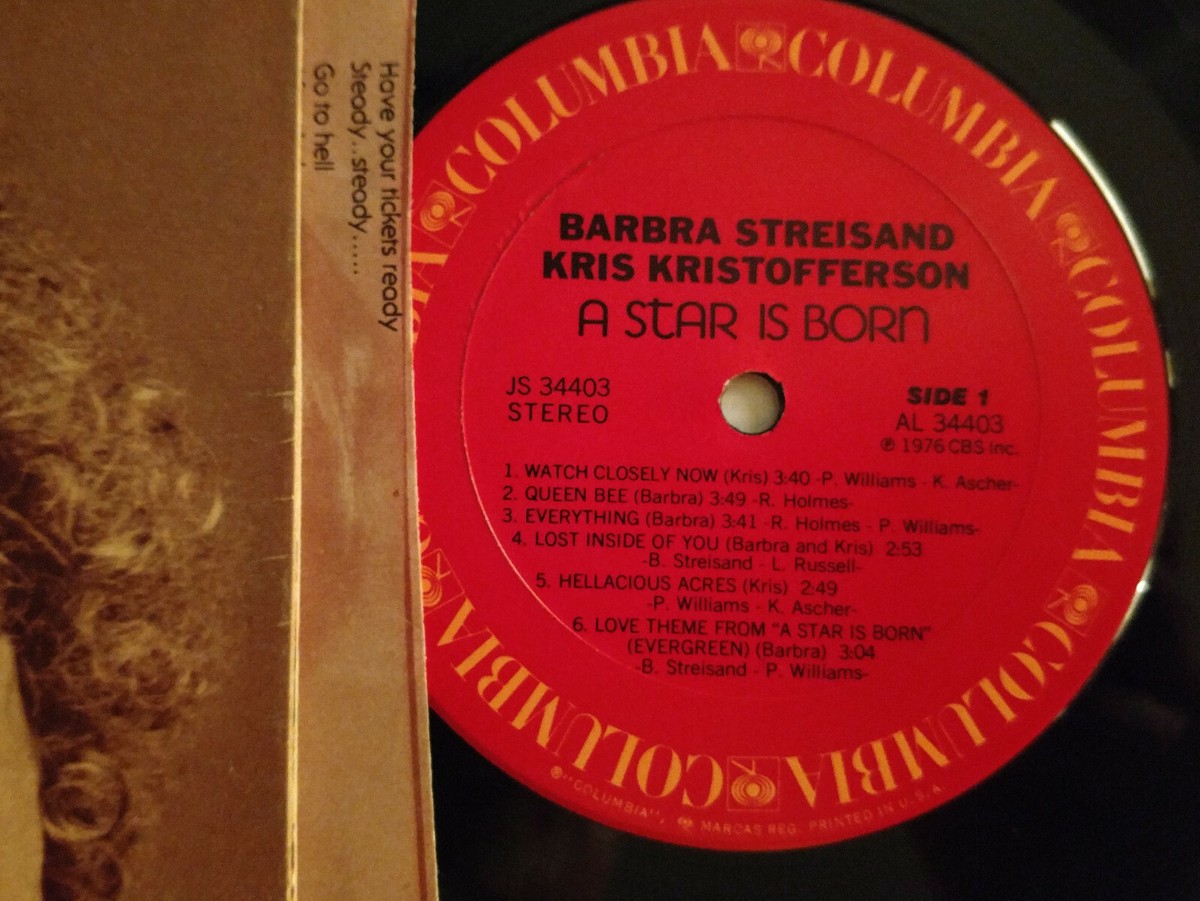 Have your tickets ready
Steady..steady.....
Go to hell
COLUMBIA COLUMBIA COLUMBIA COLUMBIA COLUMBIA COLUMBIA
BARBRA STREISAND
KRIS KRISTOFFERSON
A STAR IS BORN
JS 34403
STEREO
SIDE 1
AL 34403
℗ 1976 CBS Inc.
1. WATCH CLOSELY NOW (Kris) 3:40 -P. Williams - K. Ascher-
2. QUEEN BEE (Barbra) 3:49 -R. Holmes-
3. EVERYTHING (Barbra) 3:41 -R. Holmes - P. Williams-
4. LOST INSIDE OF YOU (Barbra and Kris) 2:53
-B. Streisand - L. Russell-
5. HELLACIOUS ACRES (Kris) 2:49
-P. Williams - K. Ascher-
6. LOVE THEME FROM "A STAR IS BORN"
(EVERGREEN) (Barbra) 3:04
-B. Streisand - P. Williams-
®"COLUMBIA", MARCAS REG. PRINTED IN U.S.A.